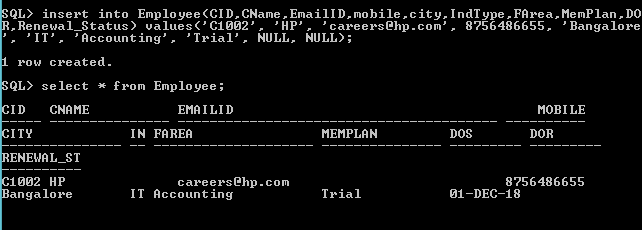 SQL> insert into Employee(CID,CName,EmailID,mobile,city,IndType,FArea,MemPlan,DO
R,Renewal_Status) values('C1002', 'HP', 'careers@hp.com', 8756486655, 'Bangalore
', 'IT', 'Accounting', 'Trial', NULL, NULL);
1 row created.
SQL> select * from Employee;
CID CNAME EMAILID MOBILE
CITY IN FAREA MEMPLAN DOS DOR
RENEWAL_ST
C1002 HP careers@hp.com 8756486655
Bangalore IT Accounting Trial 01-DEC-18